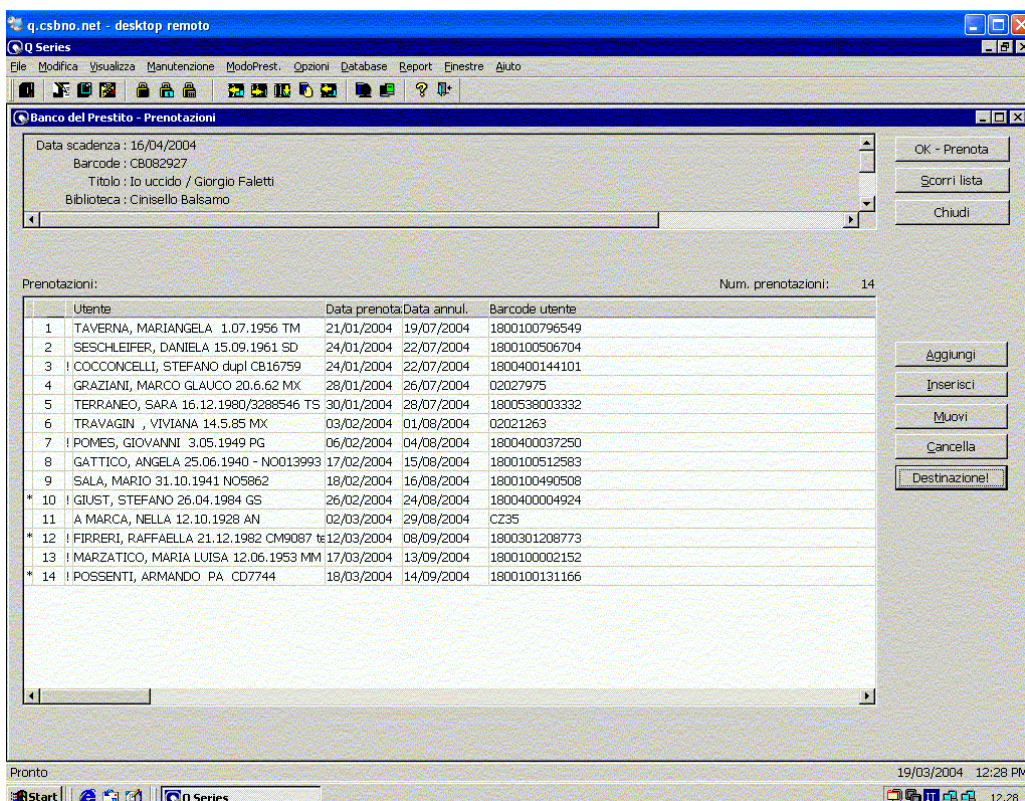 q.csbno.net - desktop remoto
Q Series
File Modifica Visualizza Manutenzione ModoPrest. Opzioni Database Report Finestre Aiuto
Banco del Prestito - Prenotazioni
Data scadenza : 16/04/2004
Barcode : CB082927
Titolo : Io uccido / Giorgio Faletti
Biblioteca : Cinisello Balsamo
OK - Prenota
Scorri lista
Chiudi
Prenotazioni: Num. prenotazioni: 14
Utente Data prenota: Data annul. Barcode utente
1 TAVERNA, MARIANGELA 1.07.1956 TM 21/01/2004 19/07/2004 1800100796549
2 SESCHLEIFER, DANIELA 15.09.1961 SD 24/01/2004 22/07/2004 1800100506704
3 ! COCCONCELLI, STEFANO dupl CB16759 24/01/2004 22/07/2004 1800400144101
4 GRAZIANI, MARCO GLAUCO 20.6.62 MX 28/01/2004 26/07/2004 02027975
5 TERRANEO, SARA 16.12.1980/3288546 TS 30/01/2004 28/07/2004 1800538003332
6 TRAVAGIN , VIVIANA 14.5.85 MX 03/02/2004 01/08/2004 02021263
7 ! POMES, GIOVANNI 3.05.1949 PG 06/02/2004 04/08/2004 1800400037250
8 GATTICO, ANGELA 25.06.1940 - NO013993 17/02/2004 15/08/2004 1800100512583
9 SALA, MARIO 31.10.1941 NO5862 18/02/2004 16/08/2004 1800100490508
* 10 ! GIUST, STEFANO 26.04.1984 GS 26/02/2004 24/08/2004 1800400004924
11 A MARCA, NELLA 12.10.1928 AN 02/03/2004 29/08/2004 CZ35
* 12 ! FIRRERI, RAFFAELLA 21.12.1982 CM9087 te 12/03/2004 08/09/2004 1800301208773
13 ! MARZATICO, MARIA LUISA 12.06.1953 MM 17/03/2004 13/09/2004 1800100002152
* 14 ! POSSENTI, ARMANDO PA CD7744 18/03/2004 14/09/2004 1800100131166
Aggiungi
Inserisci
Muovi
Cancella
Destinazione!
Pronto 19/03/2004 12:28 PM
Start Q Series IT 12.28